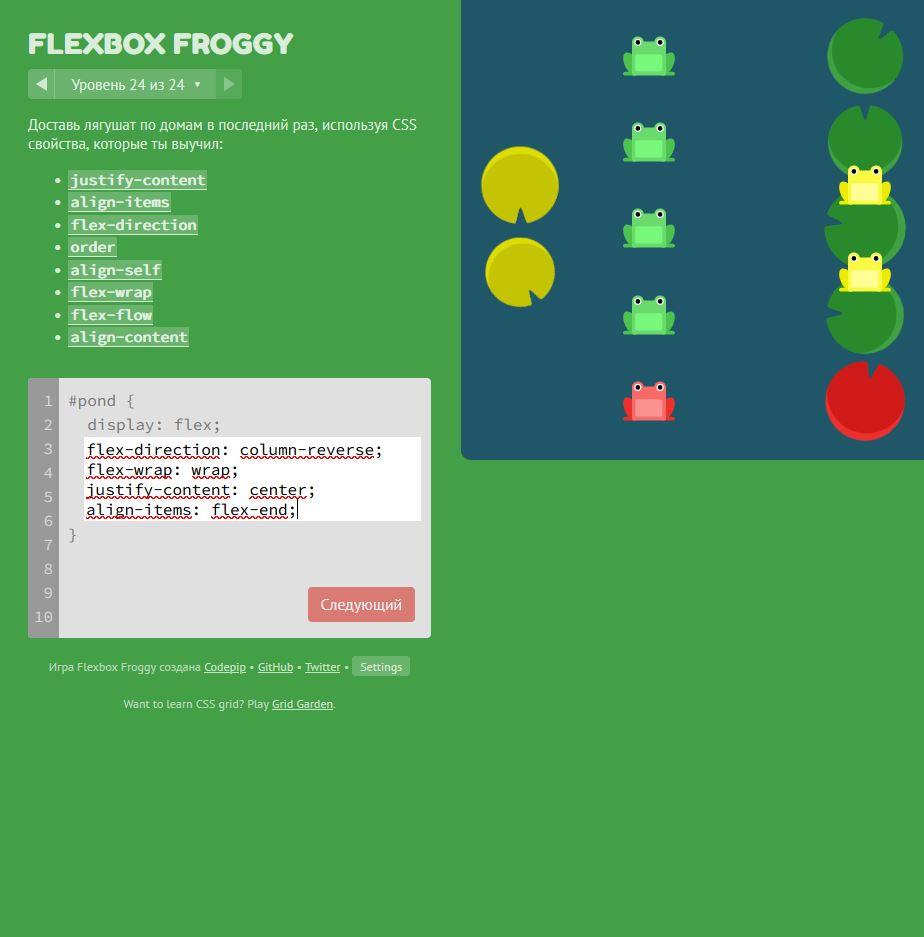 FLEXBOX FROGGY
◀ Уровень 24 из 24 ▼ ▶
Доставь лягушат по домам в последний раз, используя CSS
свойства, которые ты выучил:
• justify-content
• align-items
• flex-direction
• order
• align-self
• flex-wrap
• flex-flow
• align-content
1 #pond {
2 display: flex;
3 flex-direction: column-reverse;
4 flex-wrap: wrap;
5 justify-content: center;
6 align-items: flex-end;
7 }
8
9
10
Следующий
Игра Flexbox Froggy создана Codepip • GitHub • Twitter • Settings
Want to learn CSS grid? Play Grid Garden.